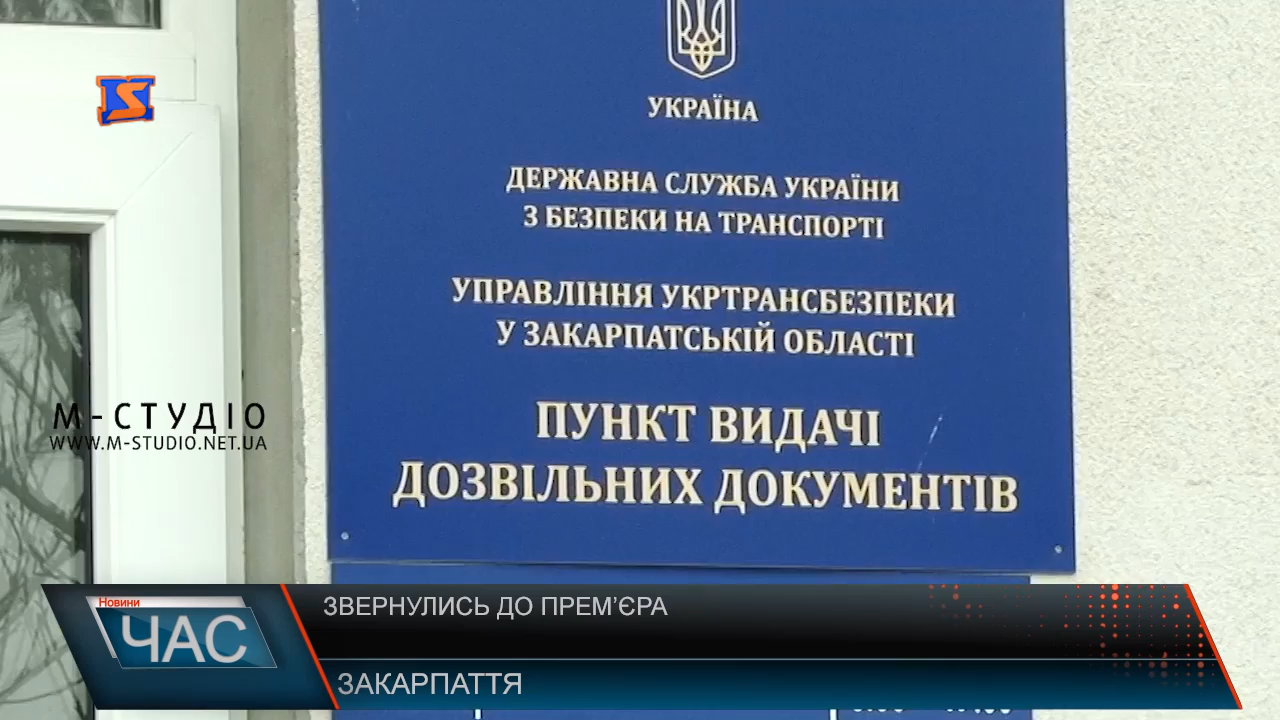 УКРАЇНА
ДЕРЖАВНА СЛУЖБА УКРАЇНИ
З БЕЗПЕКИ НА ТРАНСПОРТІ
УПРАВЛІННЯ УКРТРАНСБЕЗПЕКИ
У ЗАКАРПАТСЬКІЙ ОБЛАСТІ
ПУНКТ ВИДАЧІ
ДОЗВІЛЬНИХ ДОКУМЕНТІВ
М-СТУДІО
WWW.M-STUDIO.NET.UA
Новини
ЧАС
ЗВЕРНУЛИСЬ ДО ПРЕМ’ЄРА
ЗАКАРПАТТЯ